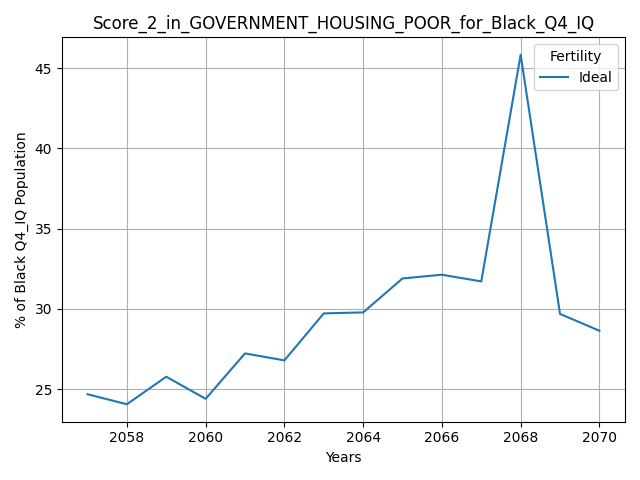 Score_2_in_GOVERNMENT_HOUSING_POOR_for_Black_Q4_IQ
Fertility
Ideal
% of Black Q4_IQ Population
45
40
35
30
25
2058 2060 2062 2064 2066 2068 2070
Years